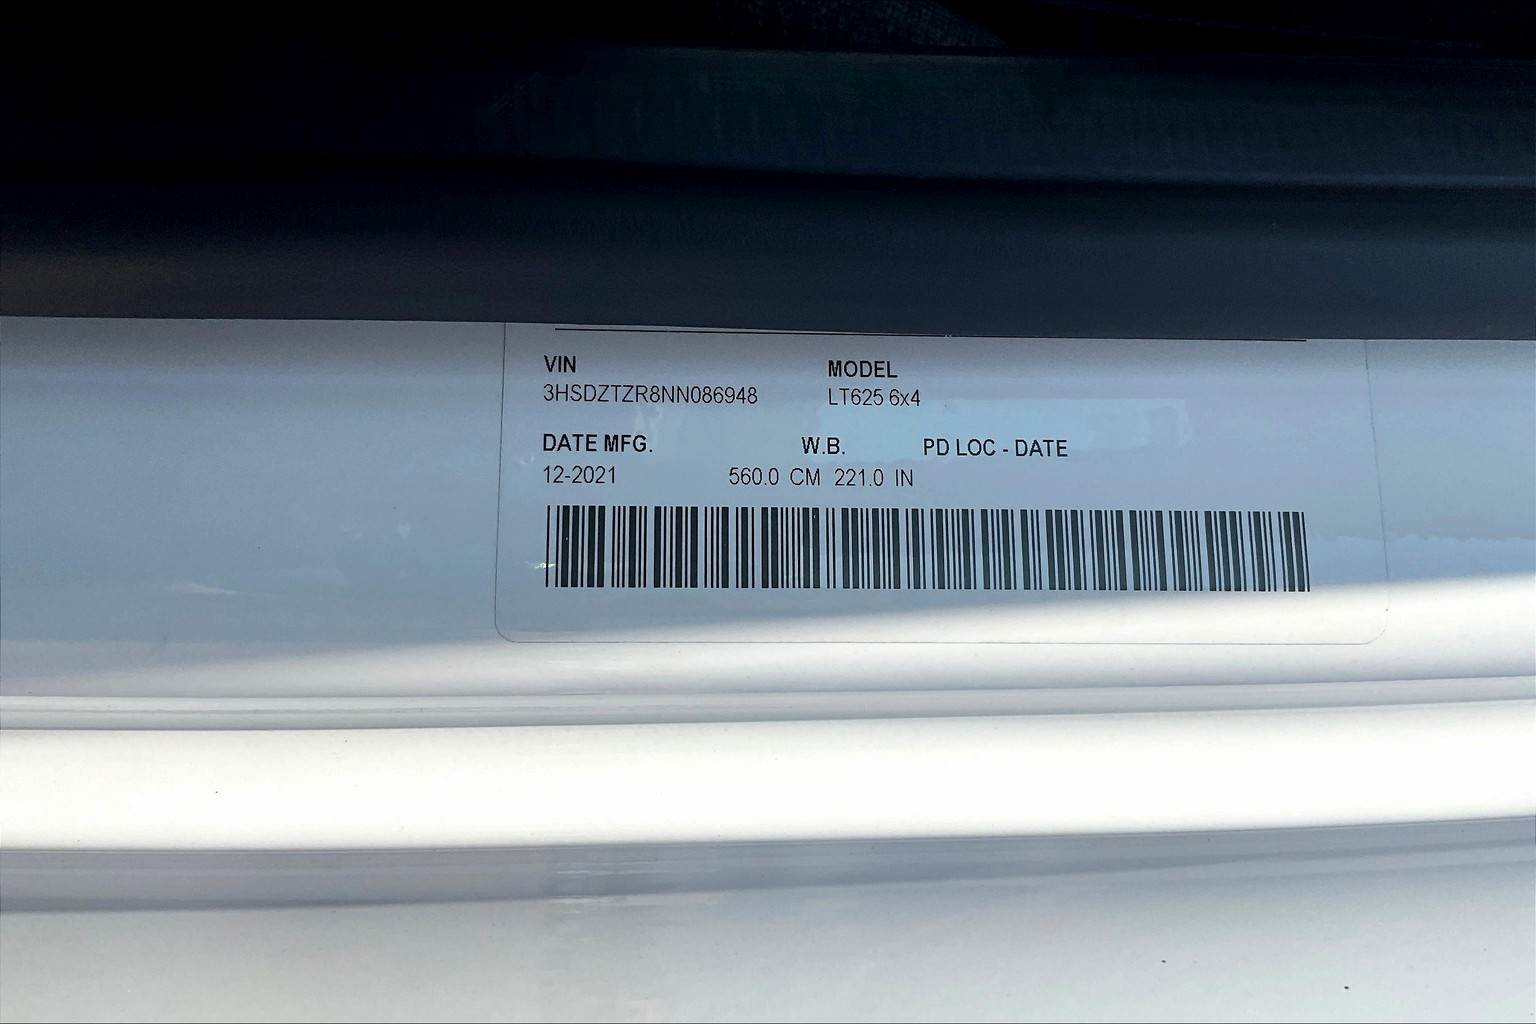 VIN MODEL
3HSDZTZR8NN086948 LT625 6x4
DATE MFG. W.B. PD LOC - DATE
12-2021 560.0 CM 221.0 IN